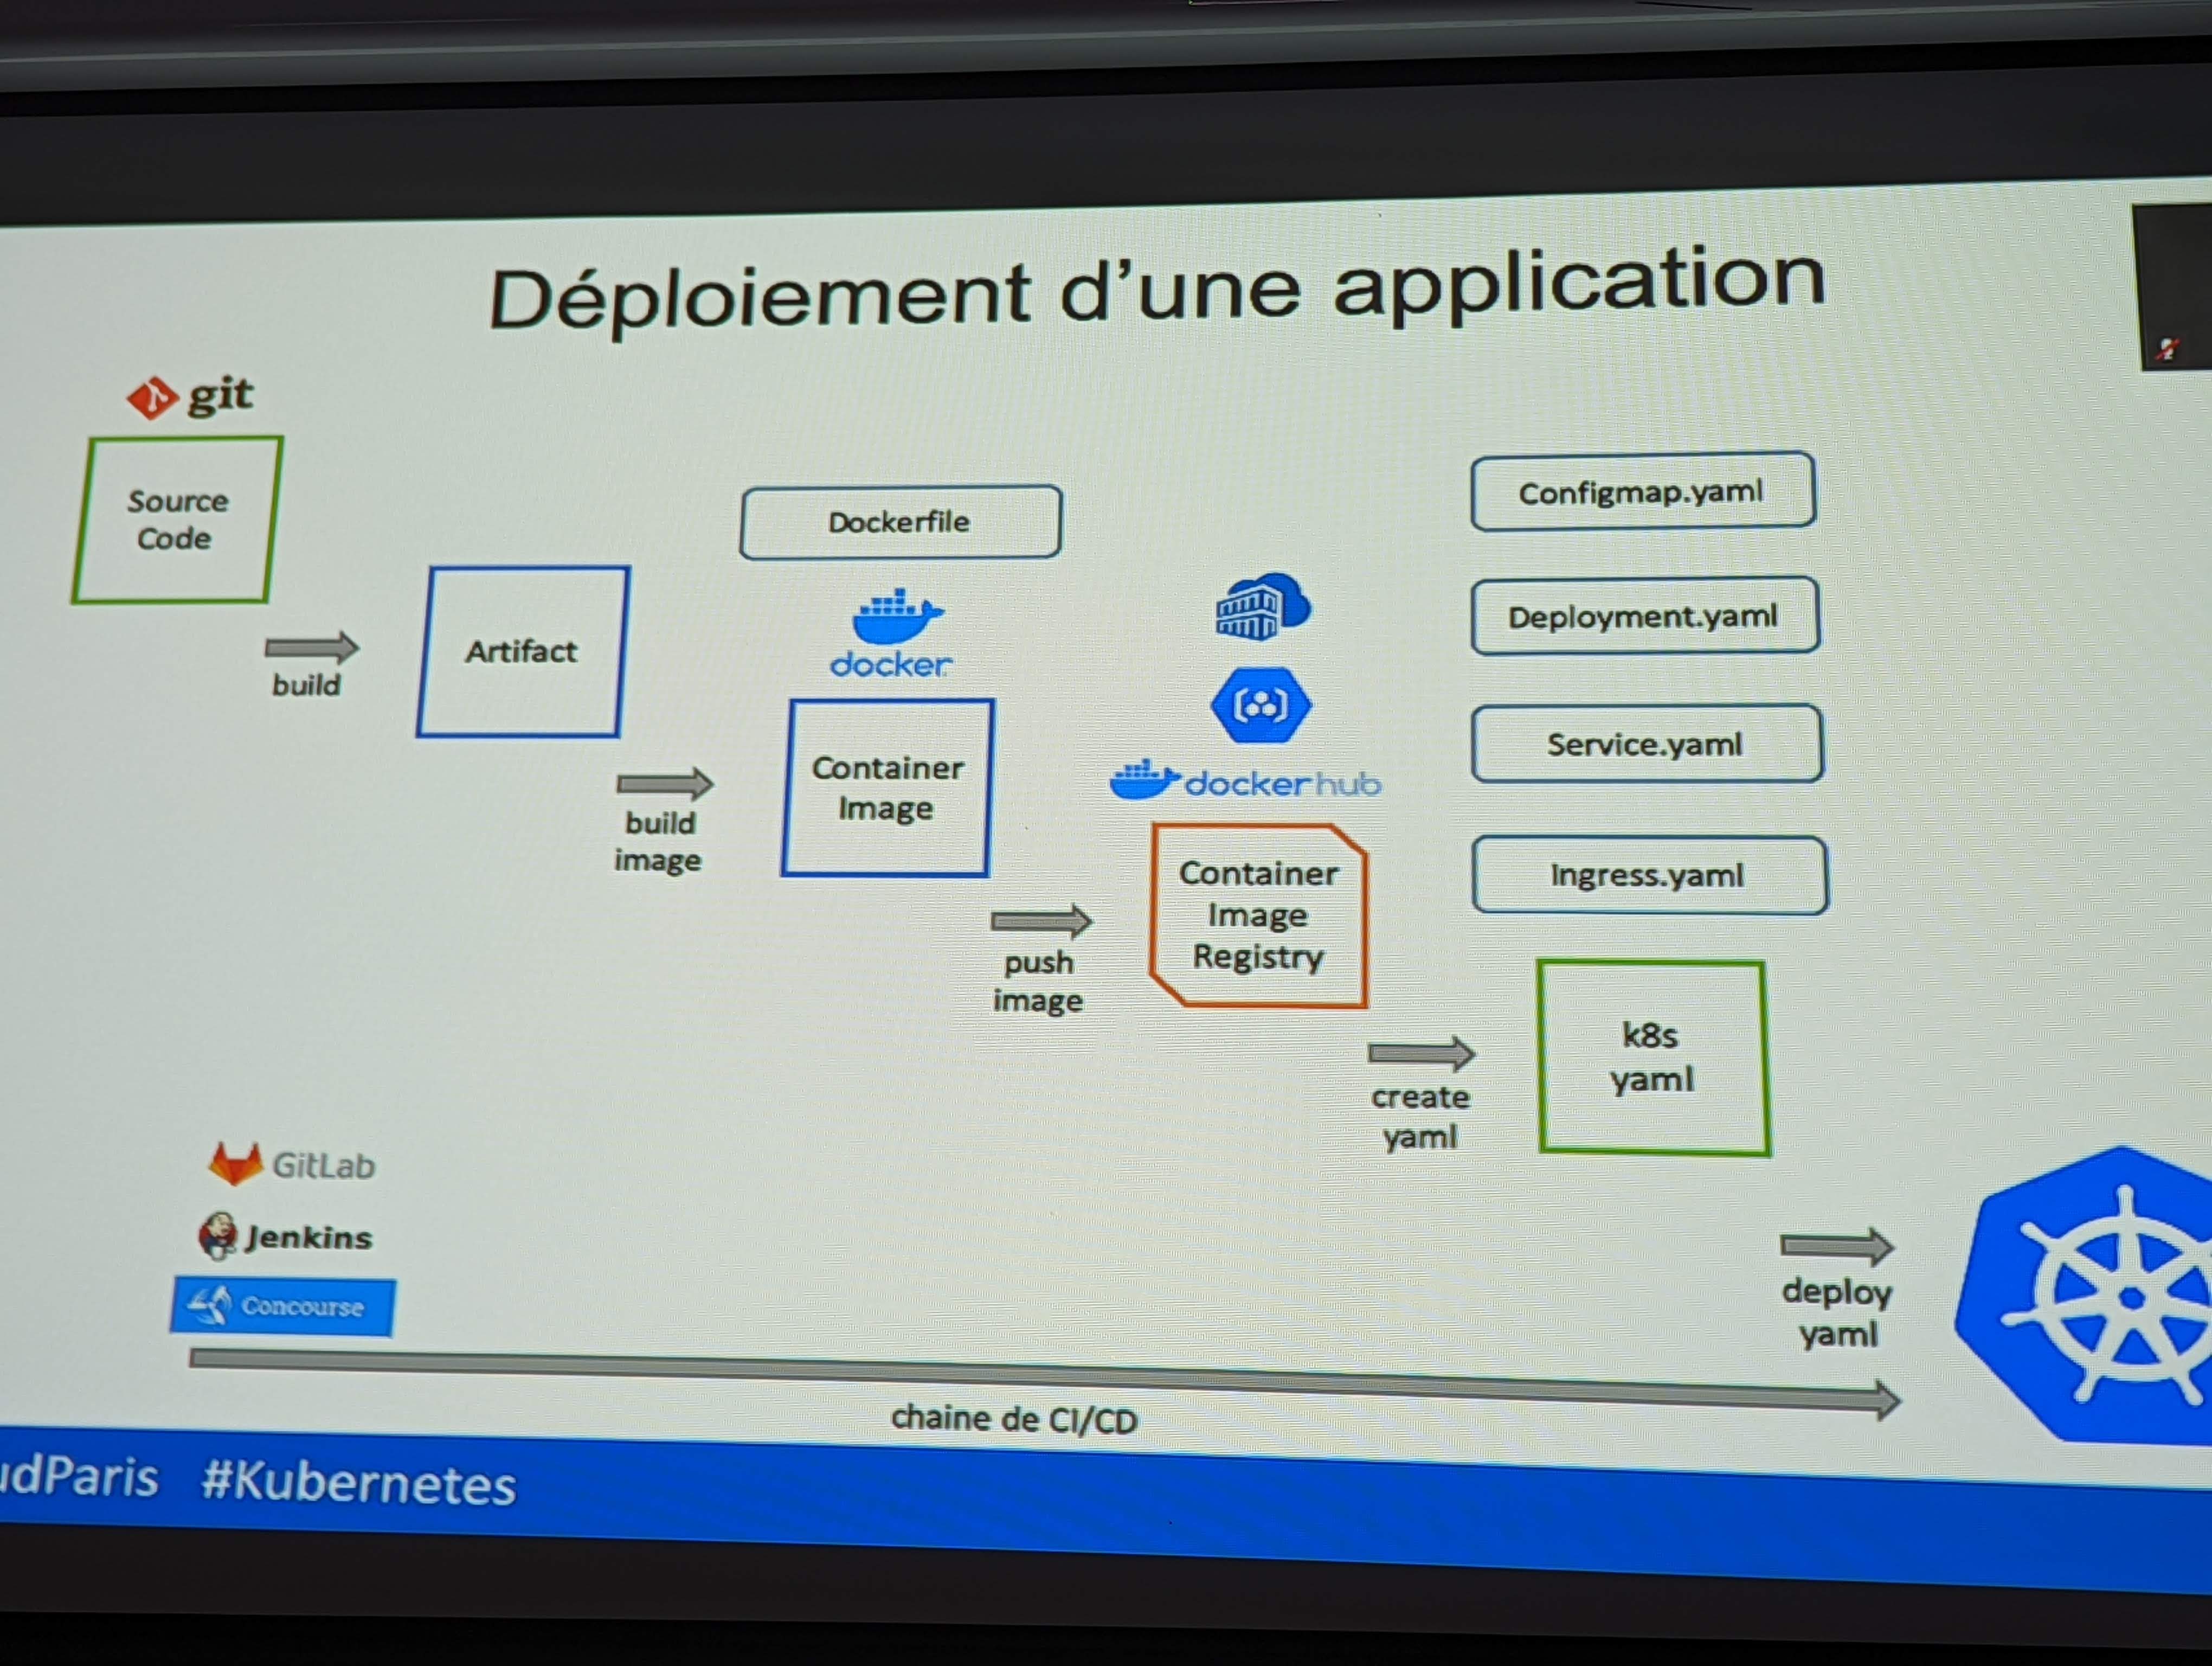 Déploiement d'une application
git
Source
Code
build
Artifact
build
image
Dockerfile
docker
Container
Image
push
image
dockerhub
Container
Image
Registry
create
yaml
Configmap.yaml
Deployment.yaml
Service.yaml
Ingress.yaml
k8s
yaml
deploy
yaml
GitLab
Jenkins
Concourse
chaine de CI/CD
udParis #Kubernetes